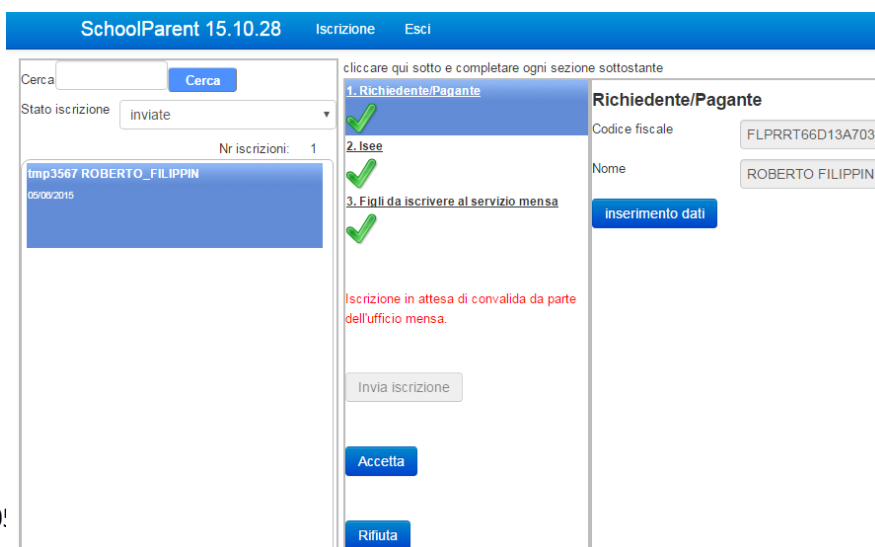 SchoolParent 15.10.28 Iscrizione Esci
Cerca Cerca
Stato iscrizione inviate
Nr iscrizioni: 1
tmp3567 ROBERTO_FILIPPIN
05/06/2015
cliccare qui sotto e completare ogni sezione sottostante
1. Richiedente/Pagante
2. Isee
3. Figli da iscrivere al servizio mensa
Iscrizione in attesa di convalida da parte
dell'ufficio mensa.
Invia iscrizione
Accetta
Rifiuta
Richiedente/Pagante
Codice fiscale FLPRRT66D13A703
Nome ROBERTO FILIPPIN
inserimento dati